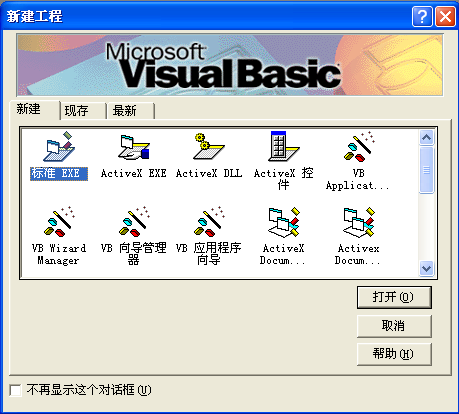 新建工程
Microsoft
Visual Basic
新建 现存 最新
标准 EXE ActiveX EXE ActiveX DLL ActiveX 控件 VB Applicat...
VB Wizard Manager VB 向导管理器 VB 应用程序向导 ActiveX Docum... Activex Docum...
打开(O)
取消
帮助(H)
不再显示这个对话框(U)